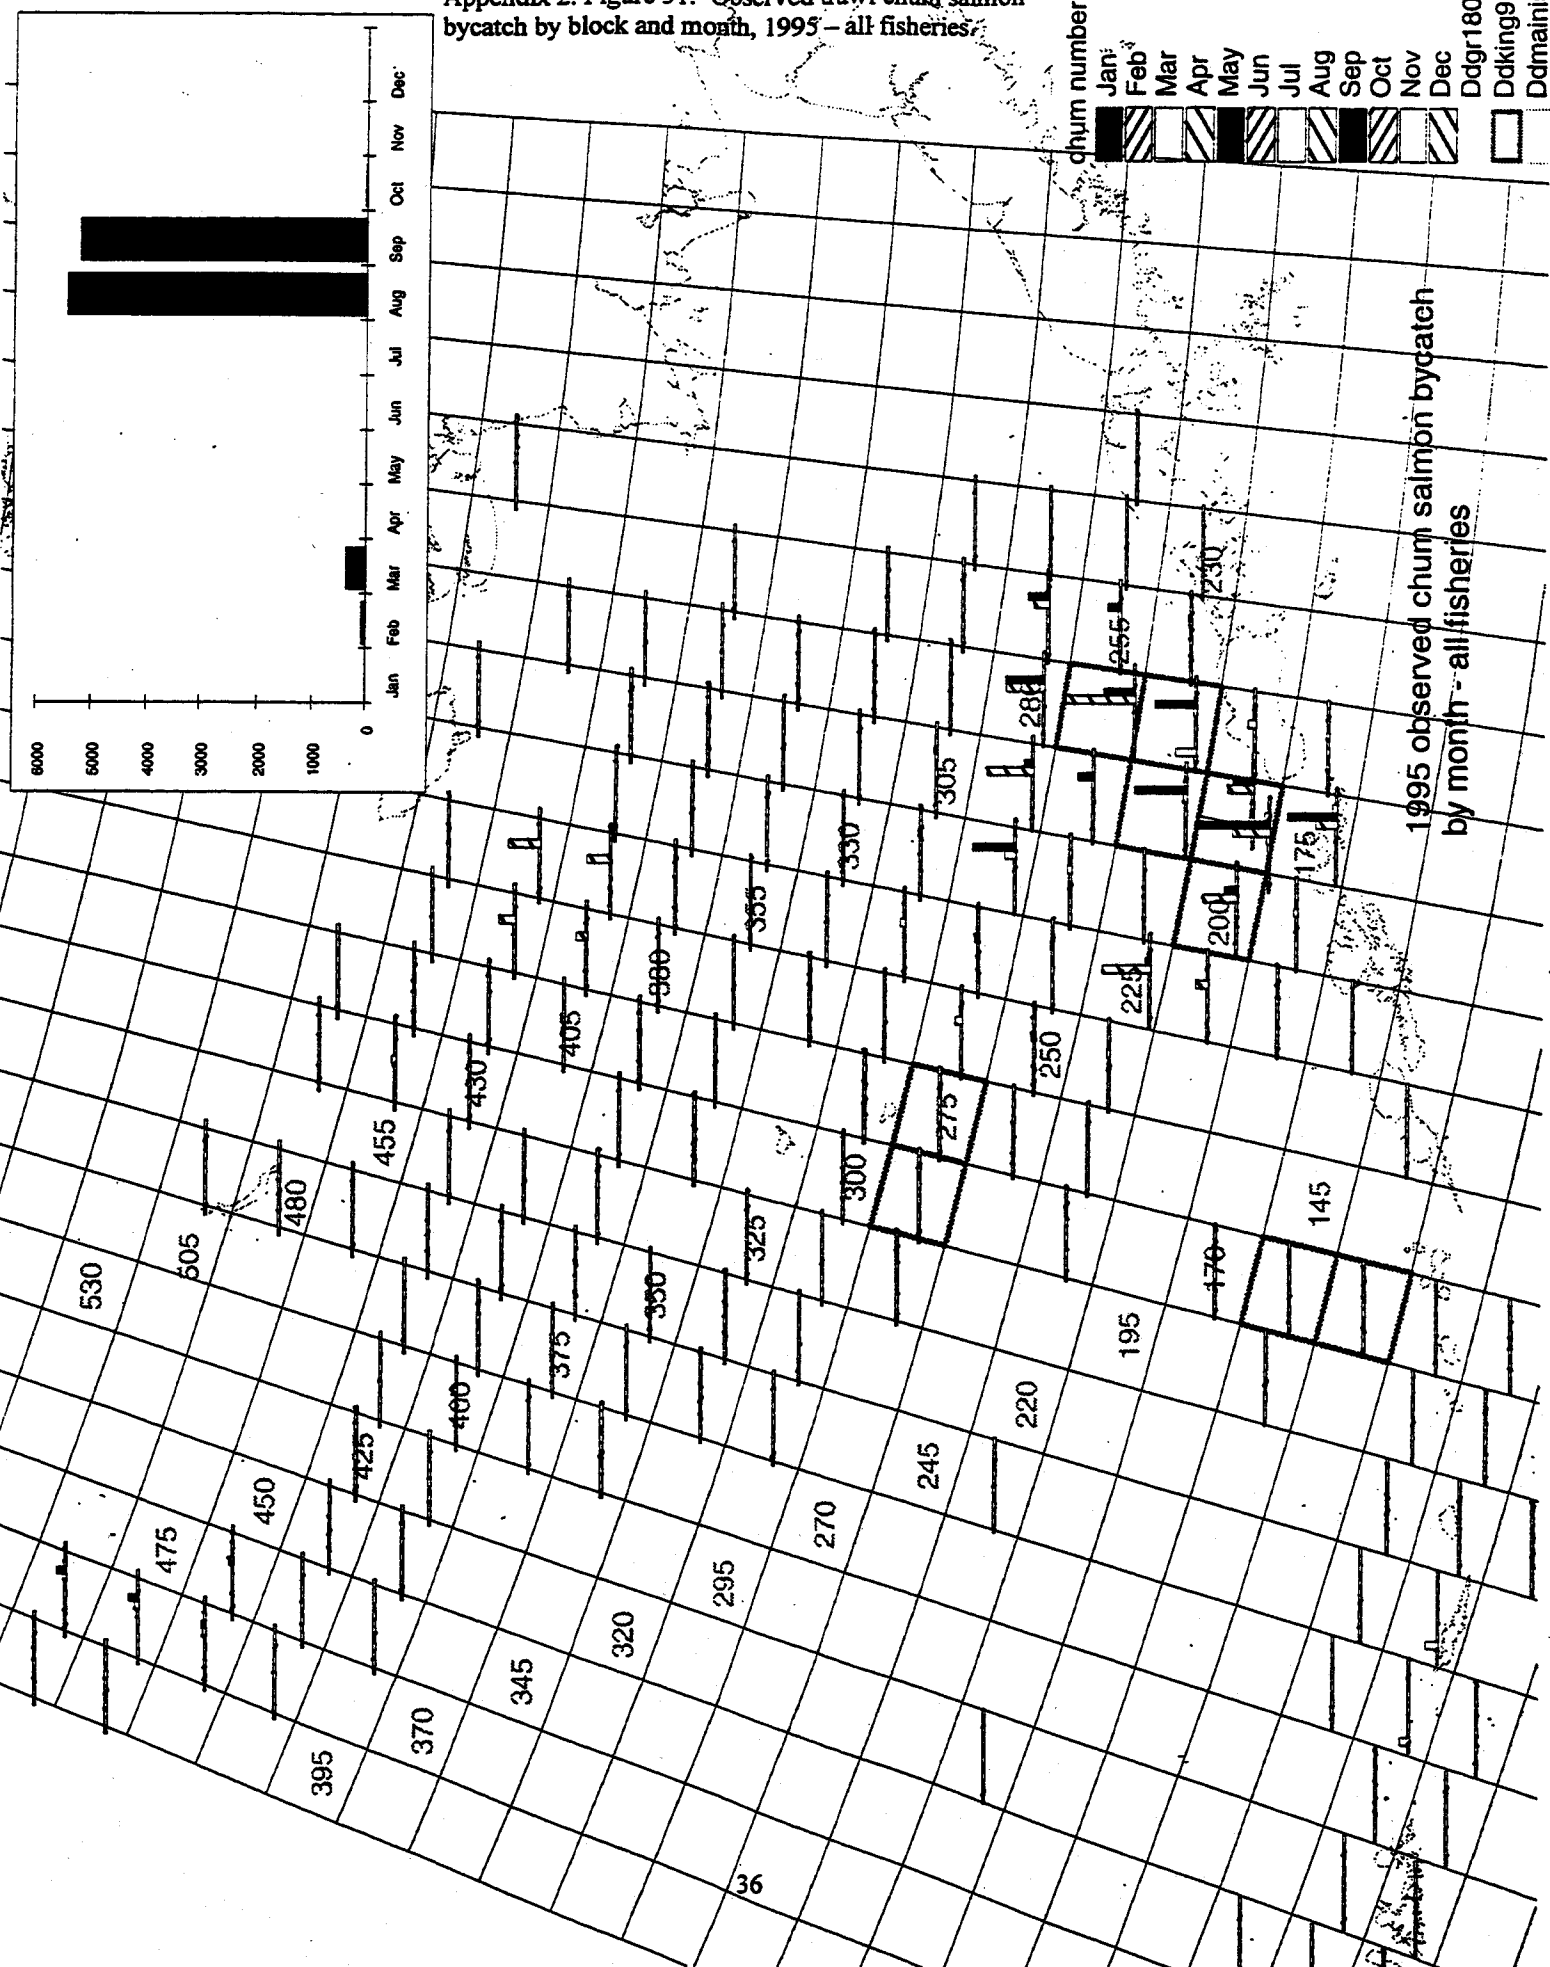 Appendix 2. Figure 31. Observed trawl chum salmon
bycatch by block and month, 1995 – all fisheries.
6000
5000
4000
3000
2000
1000
0
Jan
Feb
Mar
Apr
May
Jun
Jul
Aug
Sep
Oct
Nov
Dec
chum number
Jan
Feb
Mar
Apr
May
Jun
Jul
Aug
Sep
Oct
Nov
Dec
Ddgr180
Ddking9
Ddmaini
1995 observed chum salmon bycatch
by month - all fisheries
530
505
480
455
430
405
380
355
330
305
280
255
230
475
450
425
400
375
350
325
300
275
250
225
200
175
395
370
345
320
295
270
245
220
195
170
145
36